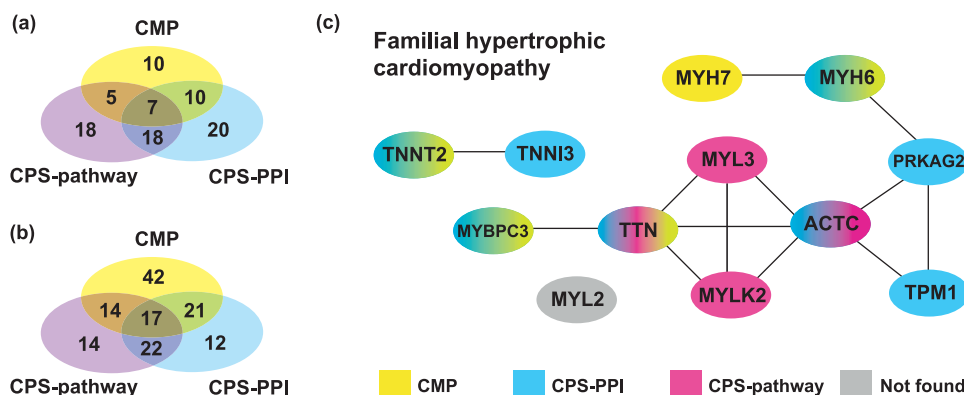 (a)
CMP
10
5
7
10
18
18
20
CPS-pathway
CPS-PPI
(b)
CMP
42
14
17
21
14
22
12
CPS-pathway
CPS-PPI
(c)
Familial hypertrophic
cardiomyopathy
MYH7
MYH6
TNNT2
TNNI3
MYL3
PRKAG2
MYBPC3
TTN
ACTC
MYL2
MYLK2
TPM1
CMP
CPS-PPI
CPS-pathway
Not found